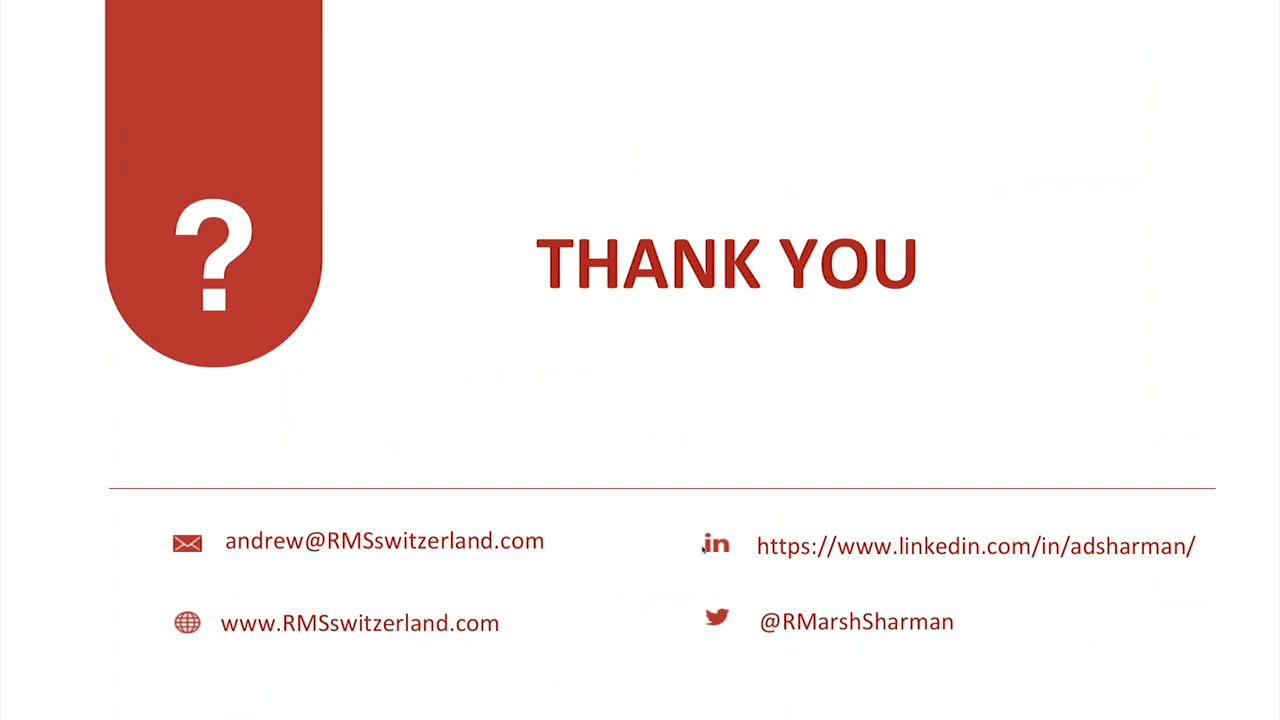 ?
THANK YOU
andrew@RMSswitzerland.com
in https://www.linkedin.com/in/adsharman/
www.RMSswitzerland.com
@RMarshSharman